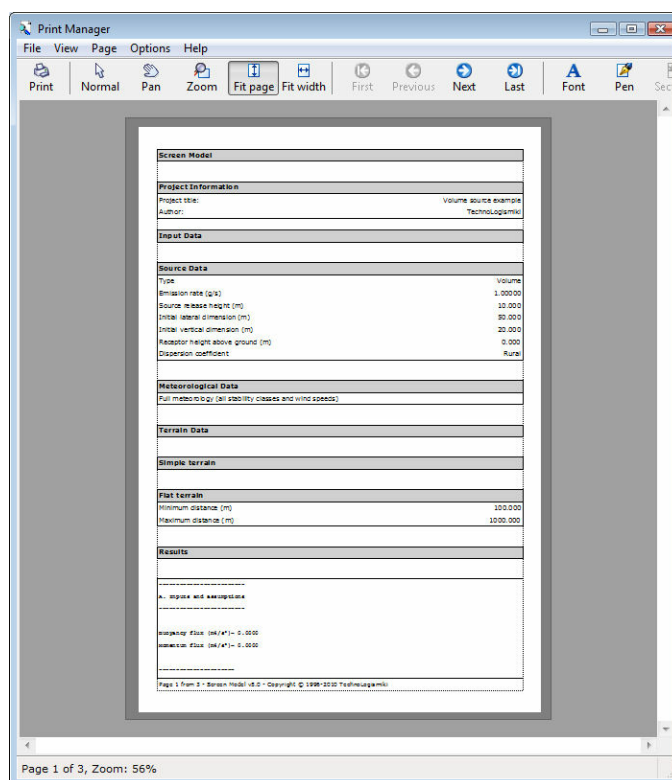 Print Manager
File View Page Options Help
Print Normal Pan Zoom Fit page Fit width First Previous Next Last Font Pen Sec
Screen Model
Project Information
Project title: Volume source example
Author: TechnoLogismiki
Input Data
Source Data
Type Volume
Emission rate (g/s) 1.00000
Source release height (m) 10.000
Initial lateral dimension (m) 50.000
Initial vertical dimension (m) 20.000
Receptor height above ground (m) 0.000
Dispersion coefficient Rural
Meteorological Data
Full meteorology (all stability classes and wind speeds)
Terrain Data
Simple terrain
Flat terrain
Minimum distance (m) 100.000
Maximum distance (m) 1000.000
Results
-------------------------
a. Inputs and assumptions
-------------------------
Buoyancy flux (m4/s³)= 0.0000
Momentum flux (m4/s²)= 0.0000
----------------------
Page 1 from 3 - Screen Model v3.0 - Copyright © 1996-2010 TechnoLogismiki
Page 1 of 3, Zoom: 56%